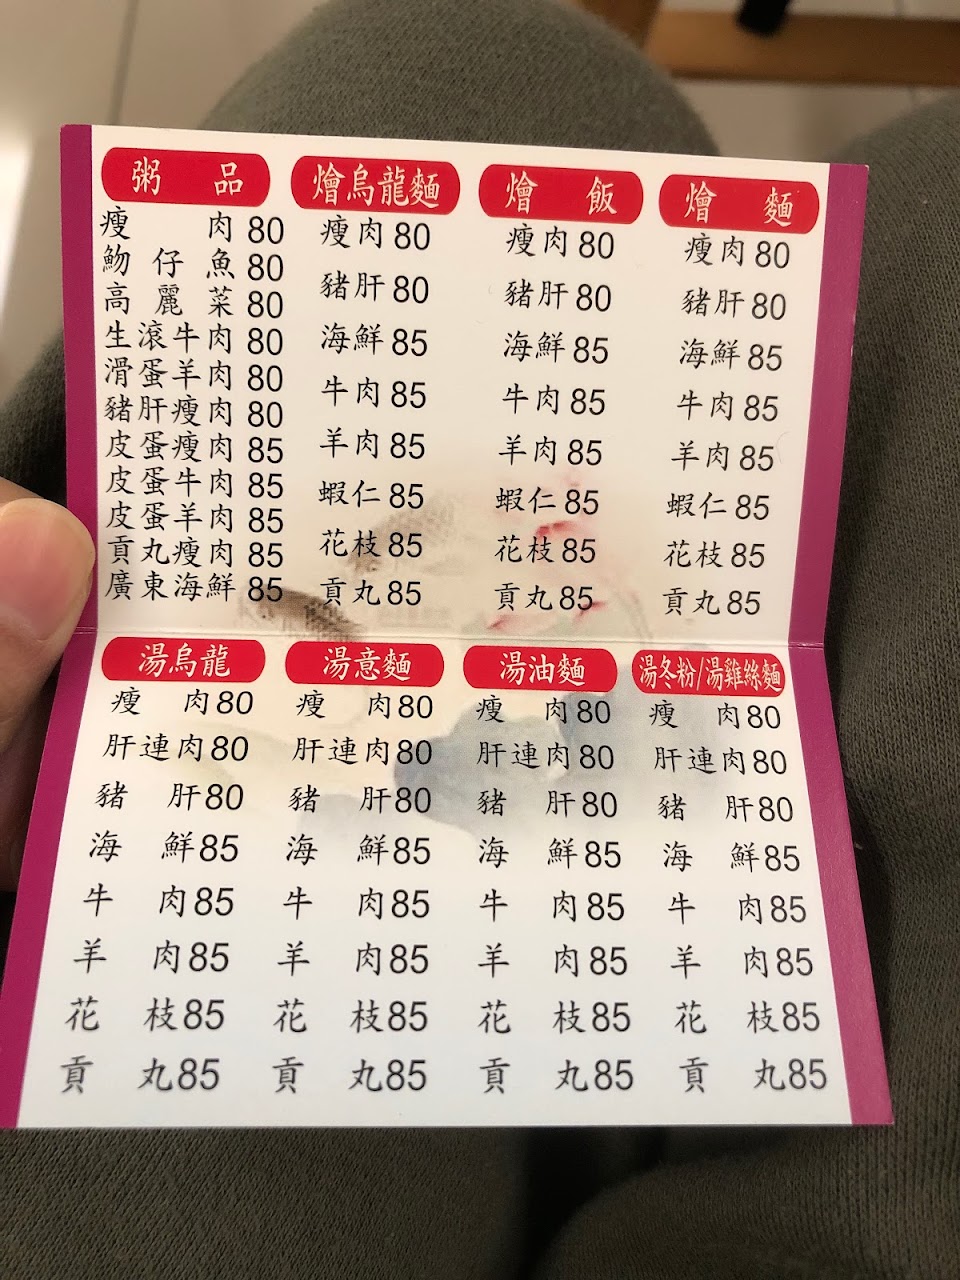 粥品
瘦肉80
魩仔魚80
高麗菜80
生滾牛肉80
滑蛋羊肉80
豬肝瘦肉80
皮蛋瘦肉85
皮蛋牛肉85
皮蛋羊肉85
貢丸瘦肉85
廣東海鮮85
燴烏龍麵
瘦肉80
豬肝80
海鮮85
牛肉85
羊肉85
蝦仁85
花枝85
貢丸85
燴飯
瘦肉80
豬肝80
海鮮85
牛肉85
羊肉85
蝦仁85
花枝85
貢丸85
燴麵
瘦肉80
豬肝80
海鮮85
牛肉85
羊肉85
蝦仁85
花枝85
貢丸85
湯烏龍
瘦肉80
肝連肉80
豬肝80
海鮮85
牛肉85
羊肉85
花枝85
貢丸85
湯意麵
瘦肉80
肝連肉80
豬肝80
海鮮85
牛肉85
羊肉85
花枝85
貢丸85
湯油麵
瘦肉80
肝連肉80
豬肝80
海鮮85
牛肉85
羊肉85
花枝85
貢丸85
湯冬粉/湯雞絲麵
瘦肉80
肝連肉80
豬肝80
海鮮85
牛肉85
羊肉85
花枝85
貢丸85